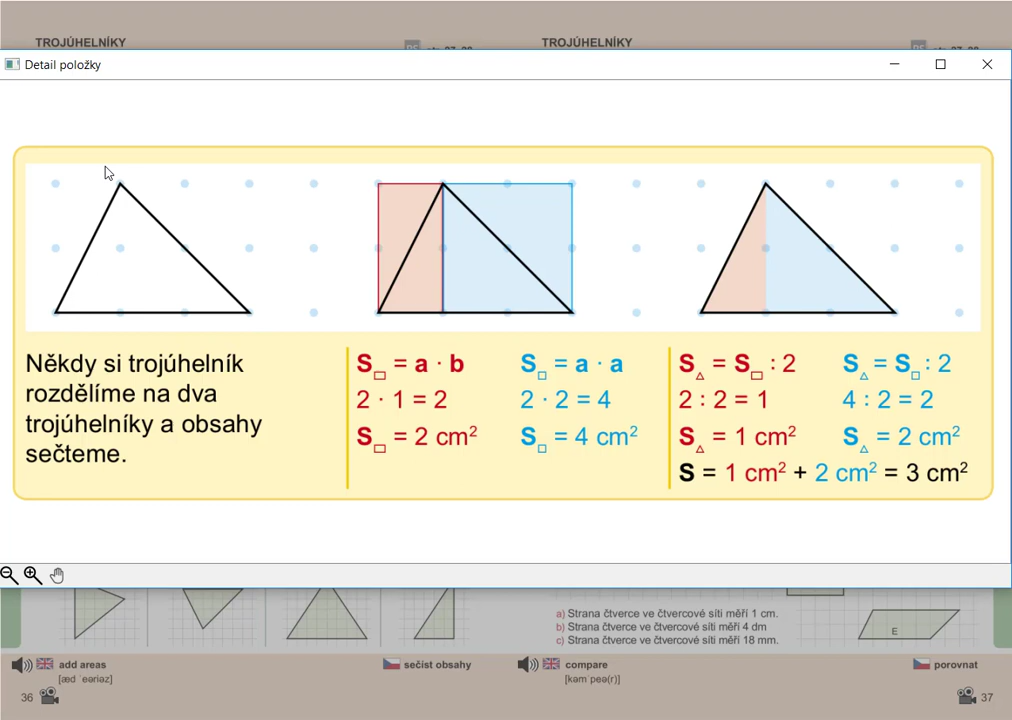 TROJÚHELNÍKY
TROJÚHELNÍKY
Detail položky
Někdy si trojúhelník
rozdělíme na dva
trojúhelníky a obsahy
sečteme.
S▭ = a · b
2 · 1 = 2
S▭ = 2 cm²
S□ = a · a
2 · 2 = 4
S□ = 4 cm²
S△ = S▭ : 2
2 : 2 = 1
S△ = 1 cm²
S△ = S□ : 2
4 : 2 = 2
S△ = 2 cm²
S = 1 cm² + 2 cm² = 3 cm²
a) Strana čtverce ve čtvercové síti měří 1 cm.
b) Strana čtverce ve čtvercové síti měří 4 dm
c) Strana čtverce ve čtvercové síti měří 18 mm.
E
add areas
[æd ˈeəriəz]
sečíst obsahy
compare
[kəmˈpeə(r)]
porovnat
36
37